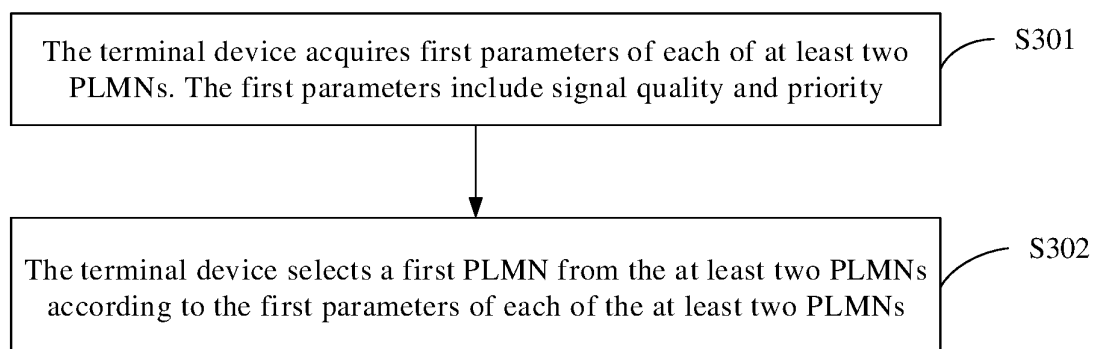 The terminal device acquires first parameters of each of at least two
PLMNs. The first parameters include signal quality and priority
S301
The terminal device selects a first PLMN from the at least two PLMNs
according to the first parameters of each of the at least two PLMNs
S302